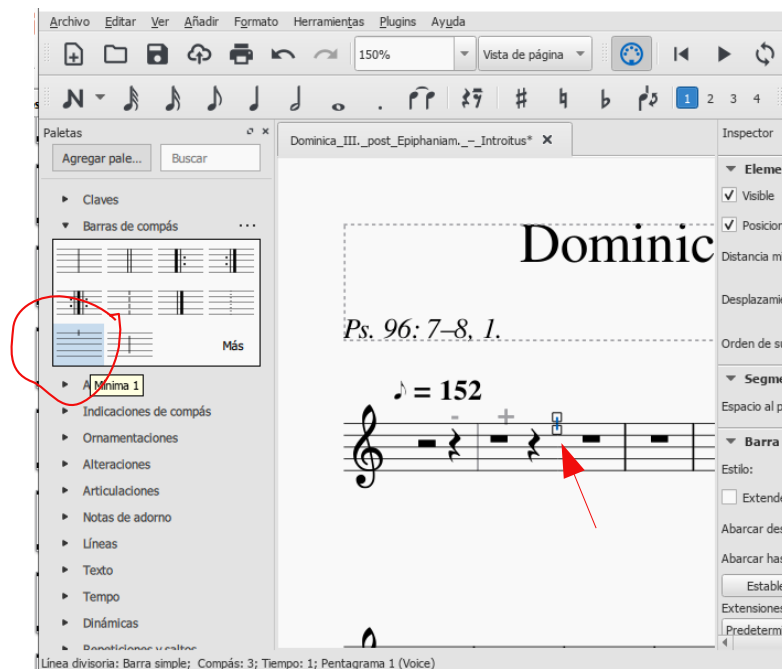 Archivo Editar Ver Añadir Formato Herramientas Plugins Ayuda
150% Vista de página
1 2 3 4
Paletas
Agregar pale... Buscar
Claves
Barras de compás ...
Más
Mínima 1
Indicaciones de compás
Ornamentaciones
Alteraciones
Articulaciones
Notas de adorno
Líneas
Texto
Tempo
Dinámicas
Repeticiones y saltos
Dominica_III._post_Epiphaniam._–_Introitus* X
Dominic
Ps. 96: 7–8, 1.
♪ = 152
- +
Inspector
Eleme
Visible
Posicion
Distancia m
Desplazamie
Orden de su
Segme
Espacio al p
Barra
Estilo:
Extende
Abarcar des
Abarcar has
Estable
Extensiones
Predeterm
Línea divisoria: Barra simple; Compás: 3; Tiempo: 1; Pentagrama 1 (Voice)